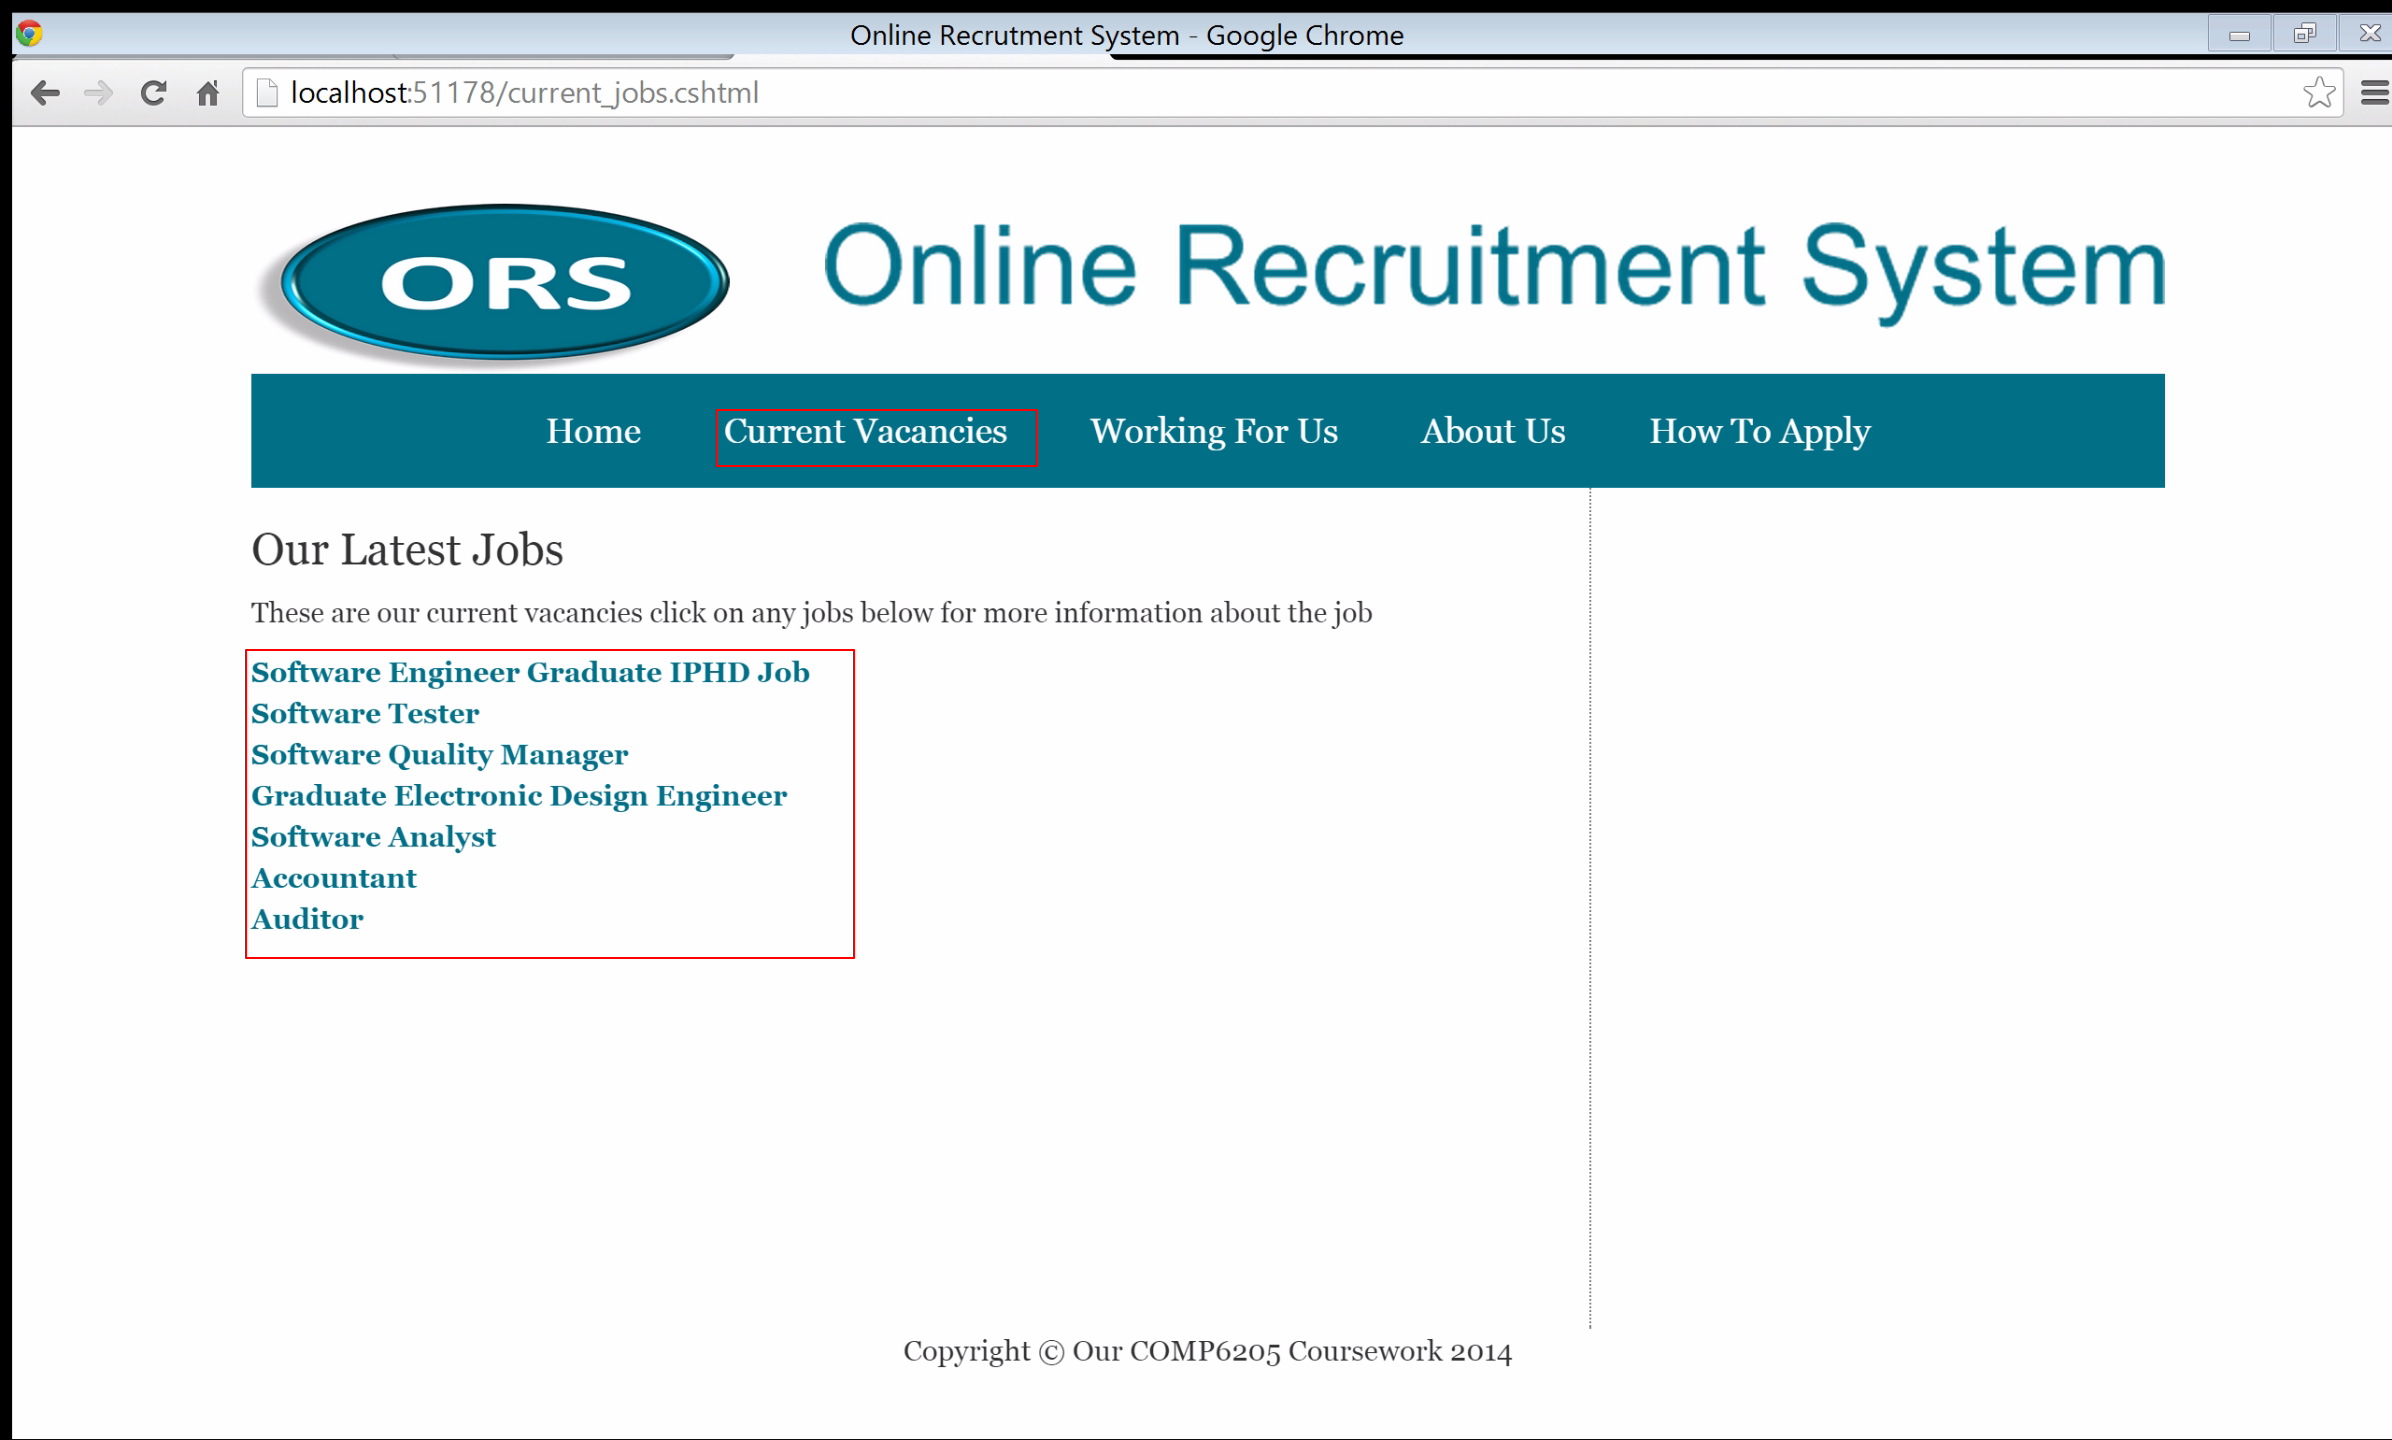 Online Recrutment System - Google Chrome
localhost:51178/current_jobs.cshtml
ORS
Online Recruitment System
Home Current Vacancies Working For Us About Us How To Apply
Our Latest Jobs
These are our current vacancies click on any jobs below for more information about the job
Software Engineer Graduate IPHD Job
Software Tester
Software Quality Manager
Graduate Electronic Design Engineer
Software Analyst
Accountant
Auditor
Copyright © Our COMP6205 Coursework 2014